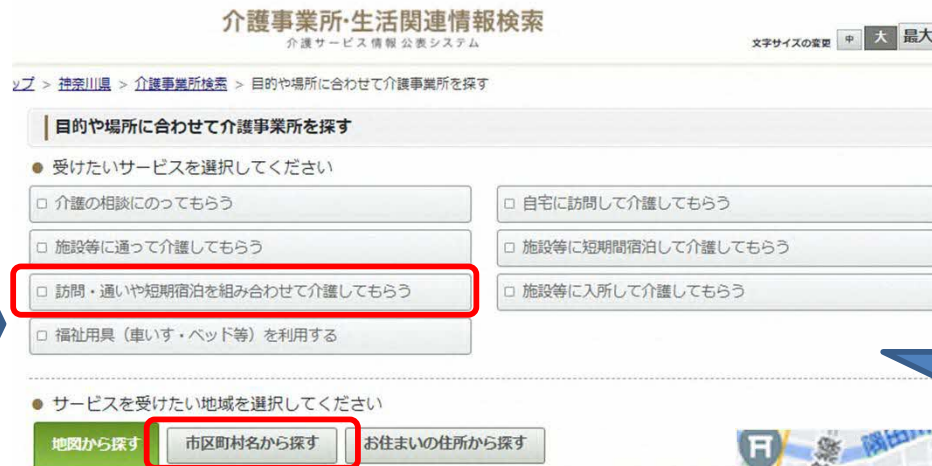 介護事業所・生活関連情報検索
介護サービス情報公表システム
文字サイズの変更 中 大 最大
ップ > 神奈川県 > 介護事業所検索 > 目的や場所に合わせて介護事業所を探す
目的や場所に合わせて介護事業所を探す
● 受けたいサービスを選択してください
□ 介護の相談にのってもらう
□ 自宅に訪問して介護してもらう
□ 施設等に通って介護してもらう
□ 施設等に短期間宿泊して介護してもらう
□ 訪問・通いや短期宿泊を組み合わせて介護してもらう
□ 施設等に入所して介護してもらう
□ 福祉用具（車いす・ベッド等）を利用する
● サービスを受けたい地域を選択してください
地図から探す 市区町村名から探す お住まいの住所から探す